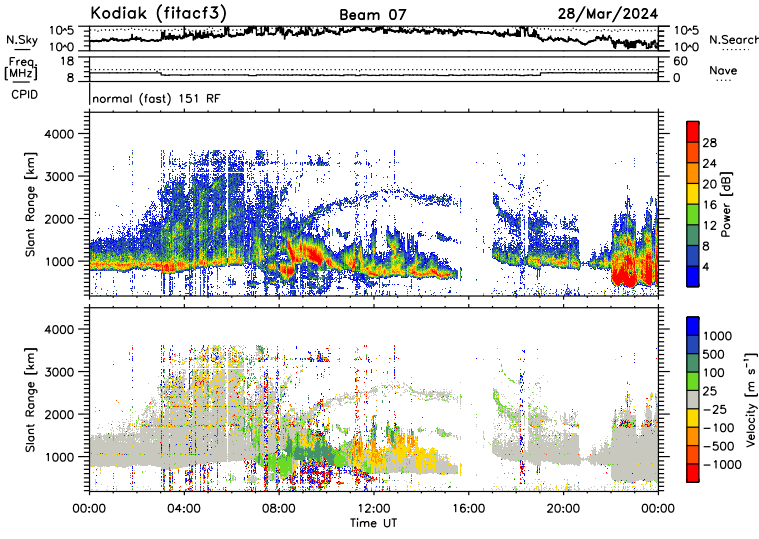 Kodiak (fitacf3) Beam 07 28/Mar/2024
N.Sky 10^5 10^0 10^5 10^0 N.Search
Freq. [MHz] 18 8 60 0 Nave
CPID normal (fast) 151 RF
Slant Range [km]
4000
3000
2000
1000
Power [dB]
28
24
20
16
12
8
4
Slant Range [km]
4000
3000
2000
1000
Velocity [m s⁻¹]
1000
500
100
25
−25
−100
−500
−1000
00:00 04:00 08:00 12:00 16:00 20:00 00:00
Time UT